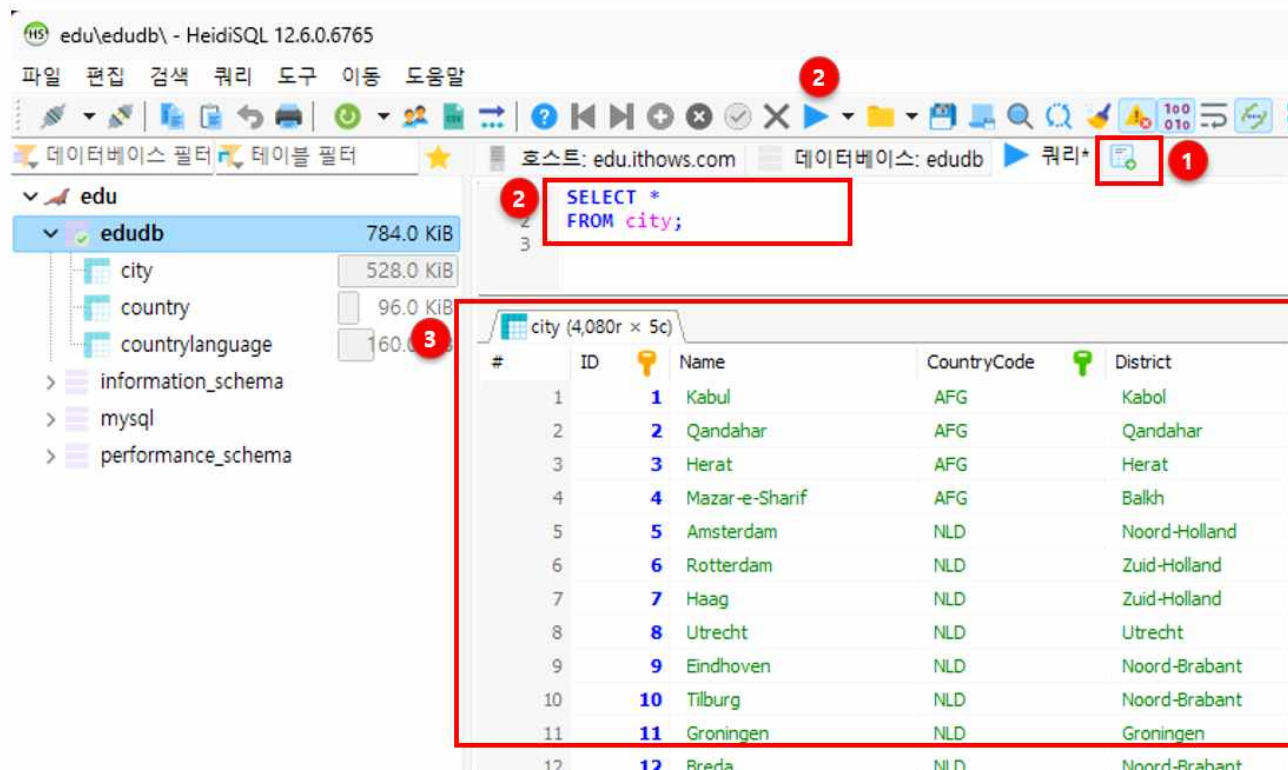 edu\edudb\ - HeidiSQL 12.6.0.6765
파일 편집 검색 쿼리 도구 이동 도움말
2
데이터베이스 필터 테이블 필터 호스트: edu.ithows.com 데이터베이스: edudb 쿼리* 1
edu
edudb 784.0 KiB
city 528.0 KiB
country 96.0 KiB
countrylanguage 160.0
information_schema
mysql
performance_schema
2 SELECT *
2 FROM city;
3
3
city (4,080r × 5c)
# ID Name CountryCode District
1 1 Kabul AFG Kabol
2 2 Qandahar AFG Qandahar
3 3 Herat AFG Herat
4 4 Mazar-e-Sharif AFG Balkh
5 5 Amsterdam NLD Noord-Holland
6 6 Rotterdam NLD Zuid-Holland
7 7 Haag NLD Zuid-Holland
8 8 Utrecht NLD Utrecht
9 9 Eindhoven NLD Noord-Brabant
10 10 Tilburg NLD Noord-Brabant
11 11 Groningen NLD Groningen
12 12 Breda NLD Noord-Brabant